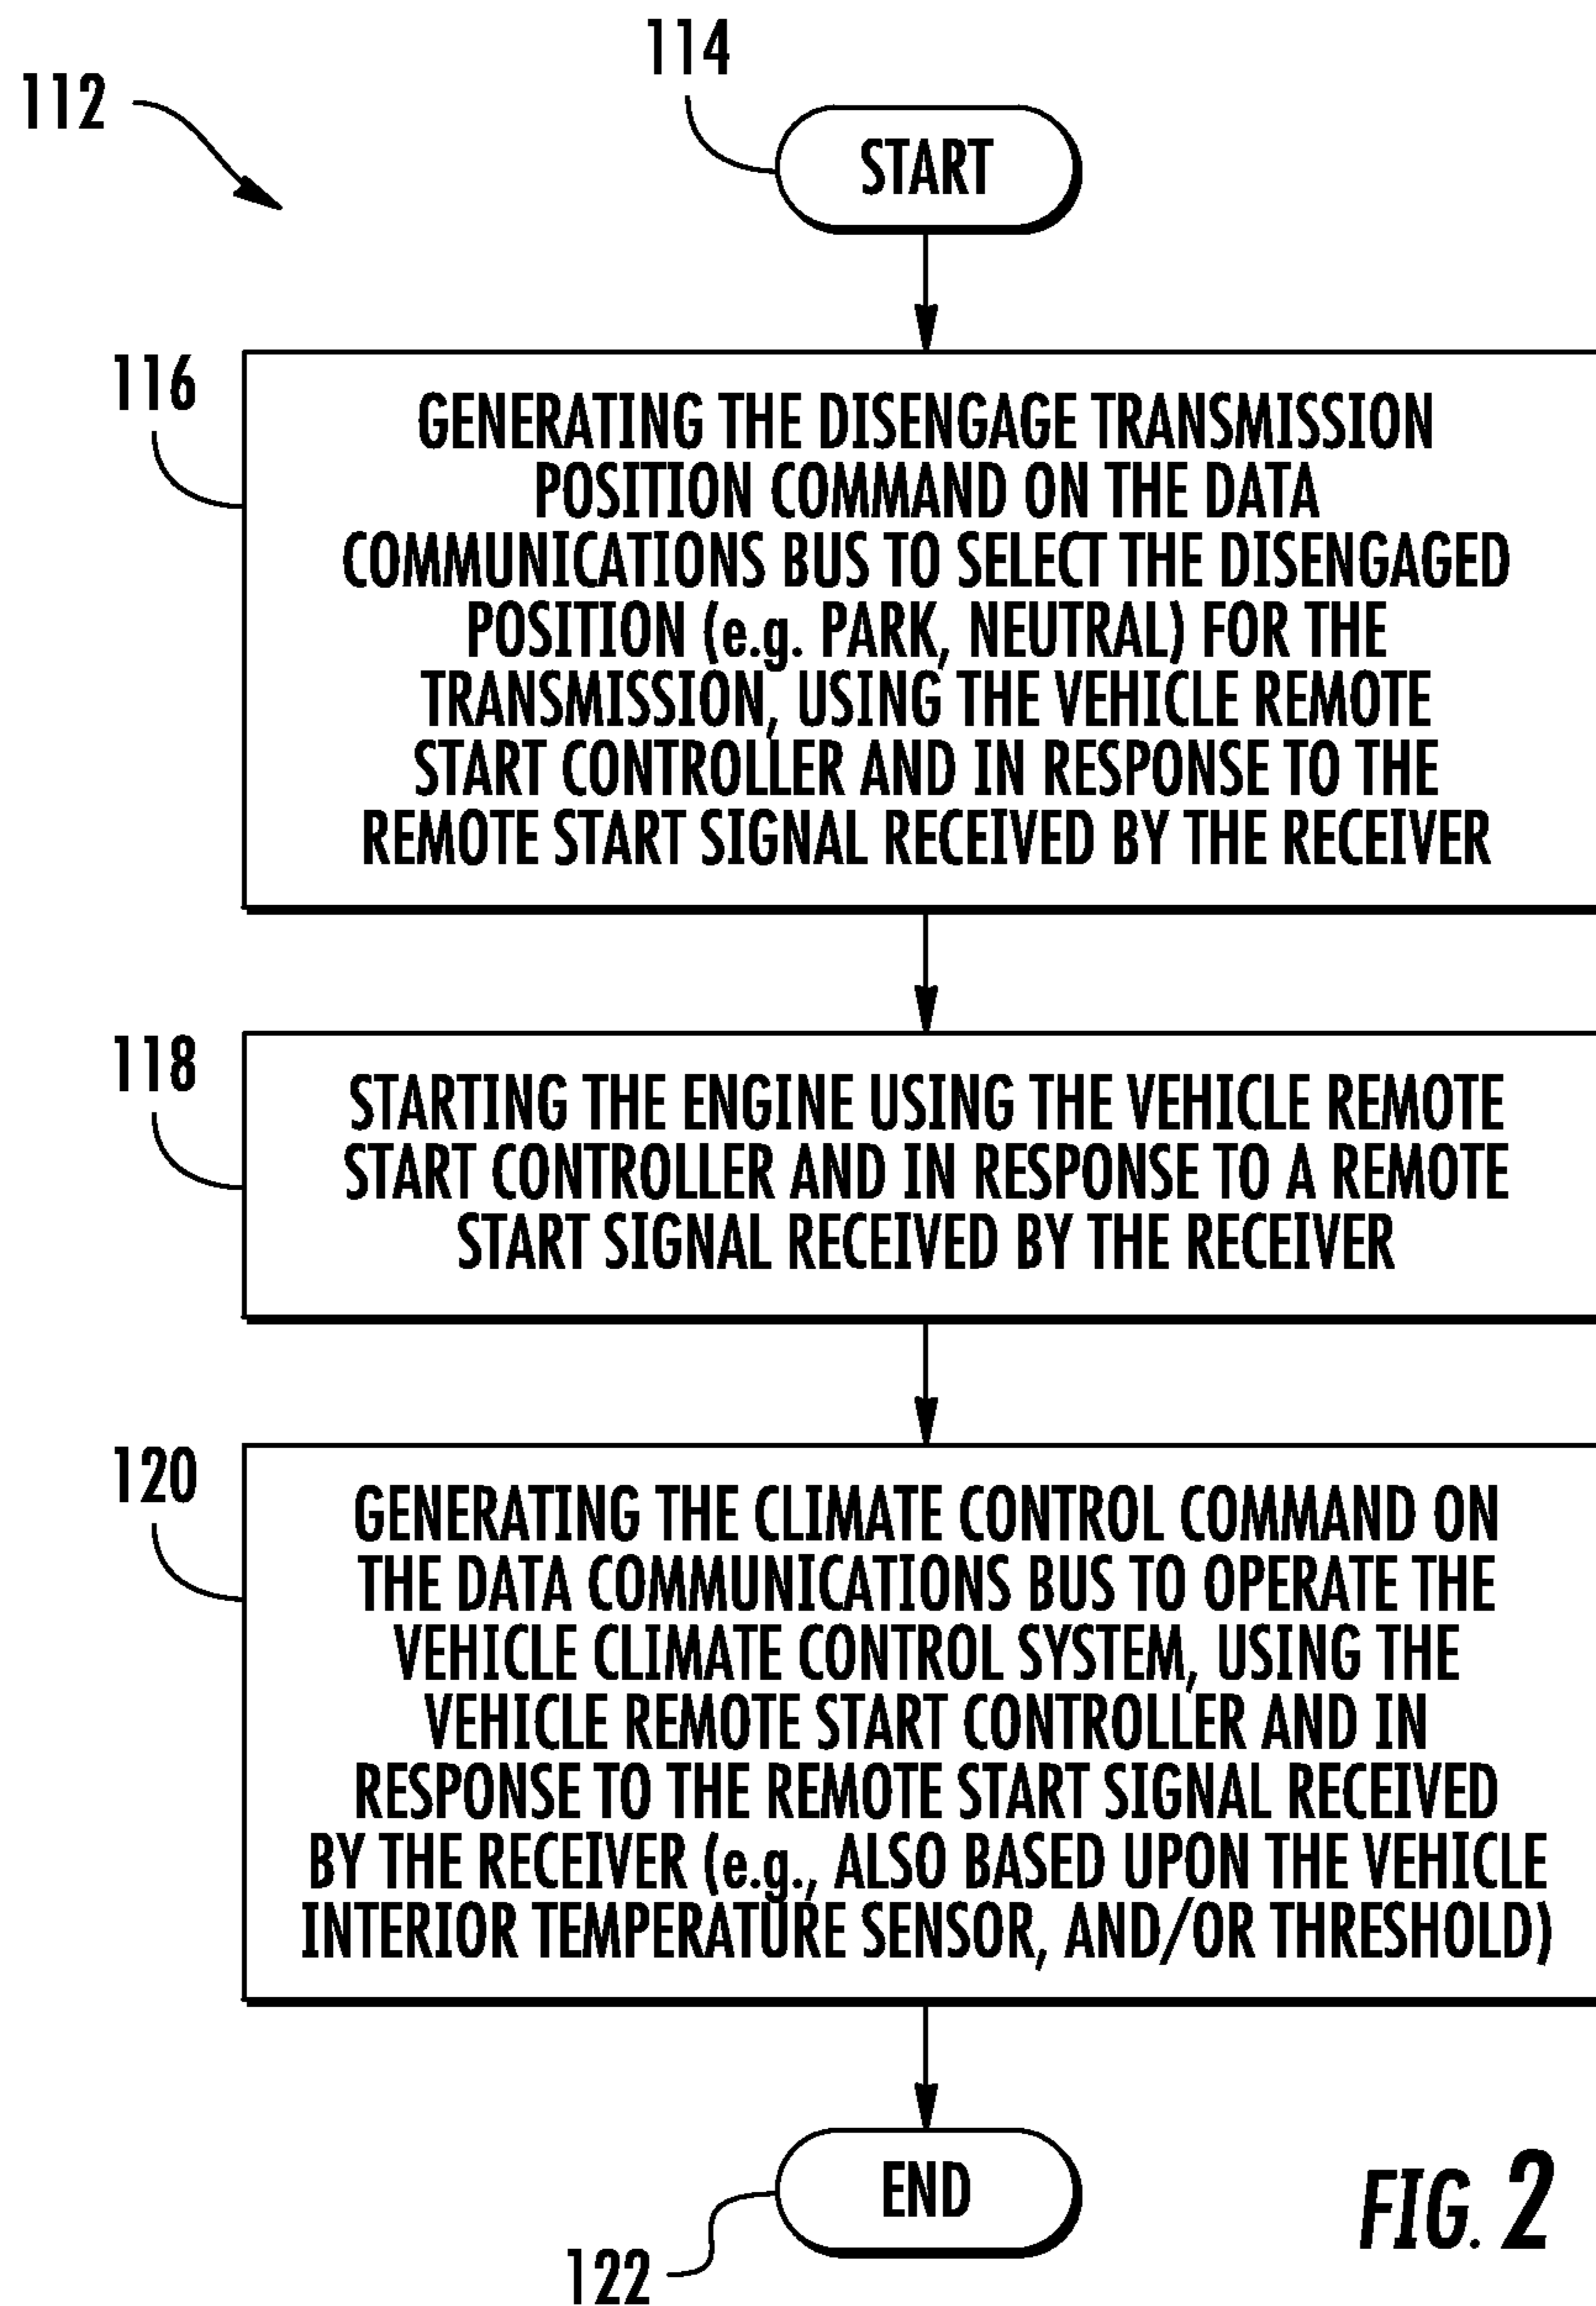 114
112
START
116
GENERATING THE DISENGAGE TRANSMISSION
POSITION COMMAND ON THE DATA
COMMUNICATIONS BUS TO SELECT THE DISENGAGED
POSITION (e.g. PARK, NEUTRAL) FOR THE
TRANSMISSION, USING THE VEHICLE REMOTE
START CONTROLLER AND IN RESPONSE TO THE
REMOTE START SIGNAL RECEIVED BY THE RECEIVER
118
STARTING THE ENGINE USING THE VEHICLE REMOTE
START CONTROLLER AND IN RESPONSE TO A REMOTE
START SIGNAL RECEIVED BY THE RECEIVER
120
GENERATING THE CLIMATE CONTROL COMMAND ON
THE DATA COMMUNICATIONS BUS TO OPERATE THE
VEHICLE CLIMATE CONTROL SYSTEM, USING THE
VEHICLE REMOTE START CONTROLLER AND IN
RESPONSE TO THE REMOTE START SIGNAL RECEIVED
BY THE RECEIVER (e.g., ALSO BASED UPON THE VEHICLE
INTERIOR TEMPERATURE SENSOR, AND/OR THRESHOLD)
END
122
FIG. 2